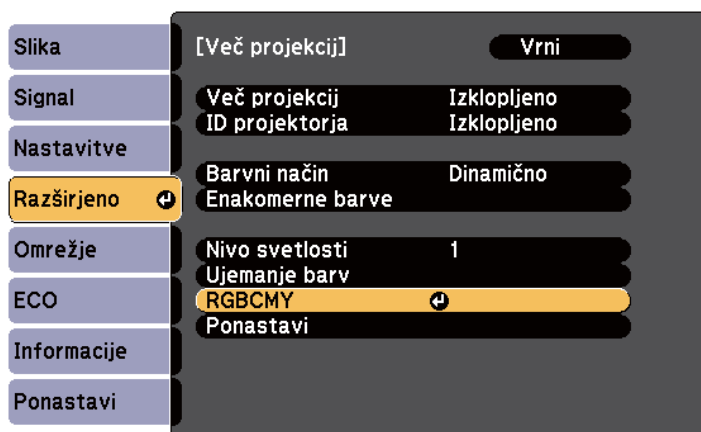 Slika
Signal
Nastavitve
Razširjeno
Omrežje
ECO
Informacije
Ponastavi
[Več projekcij] Vrni
Več projekcij Izklopljeno
ID projektorja Izklopljeno
Barvni način Dinamično
Enakomerne barve
Nivo svetlosti 1
Ujemanje barv
RGBCMY
Ponastavi